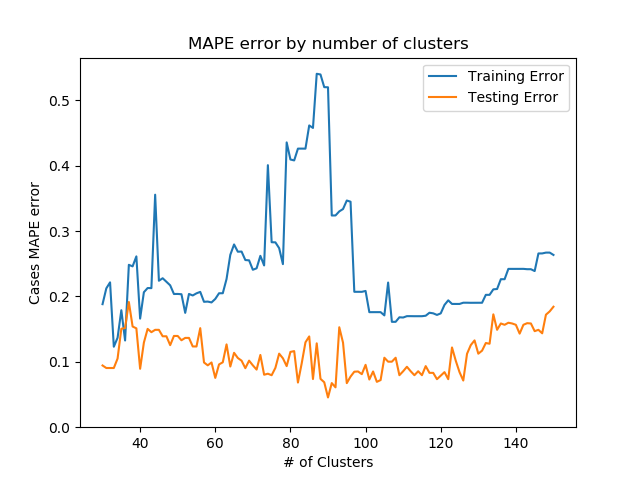 MAPE error by number of clusters
Training Error
Testing Error
Cases MAPE error
0.5
0.4
0.3
0.2
0.1
0.0
40 60 80 100 120 140
# of Clusters